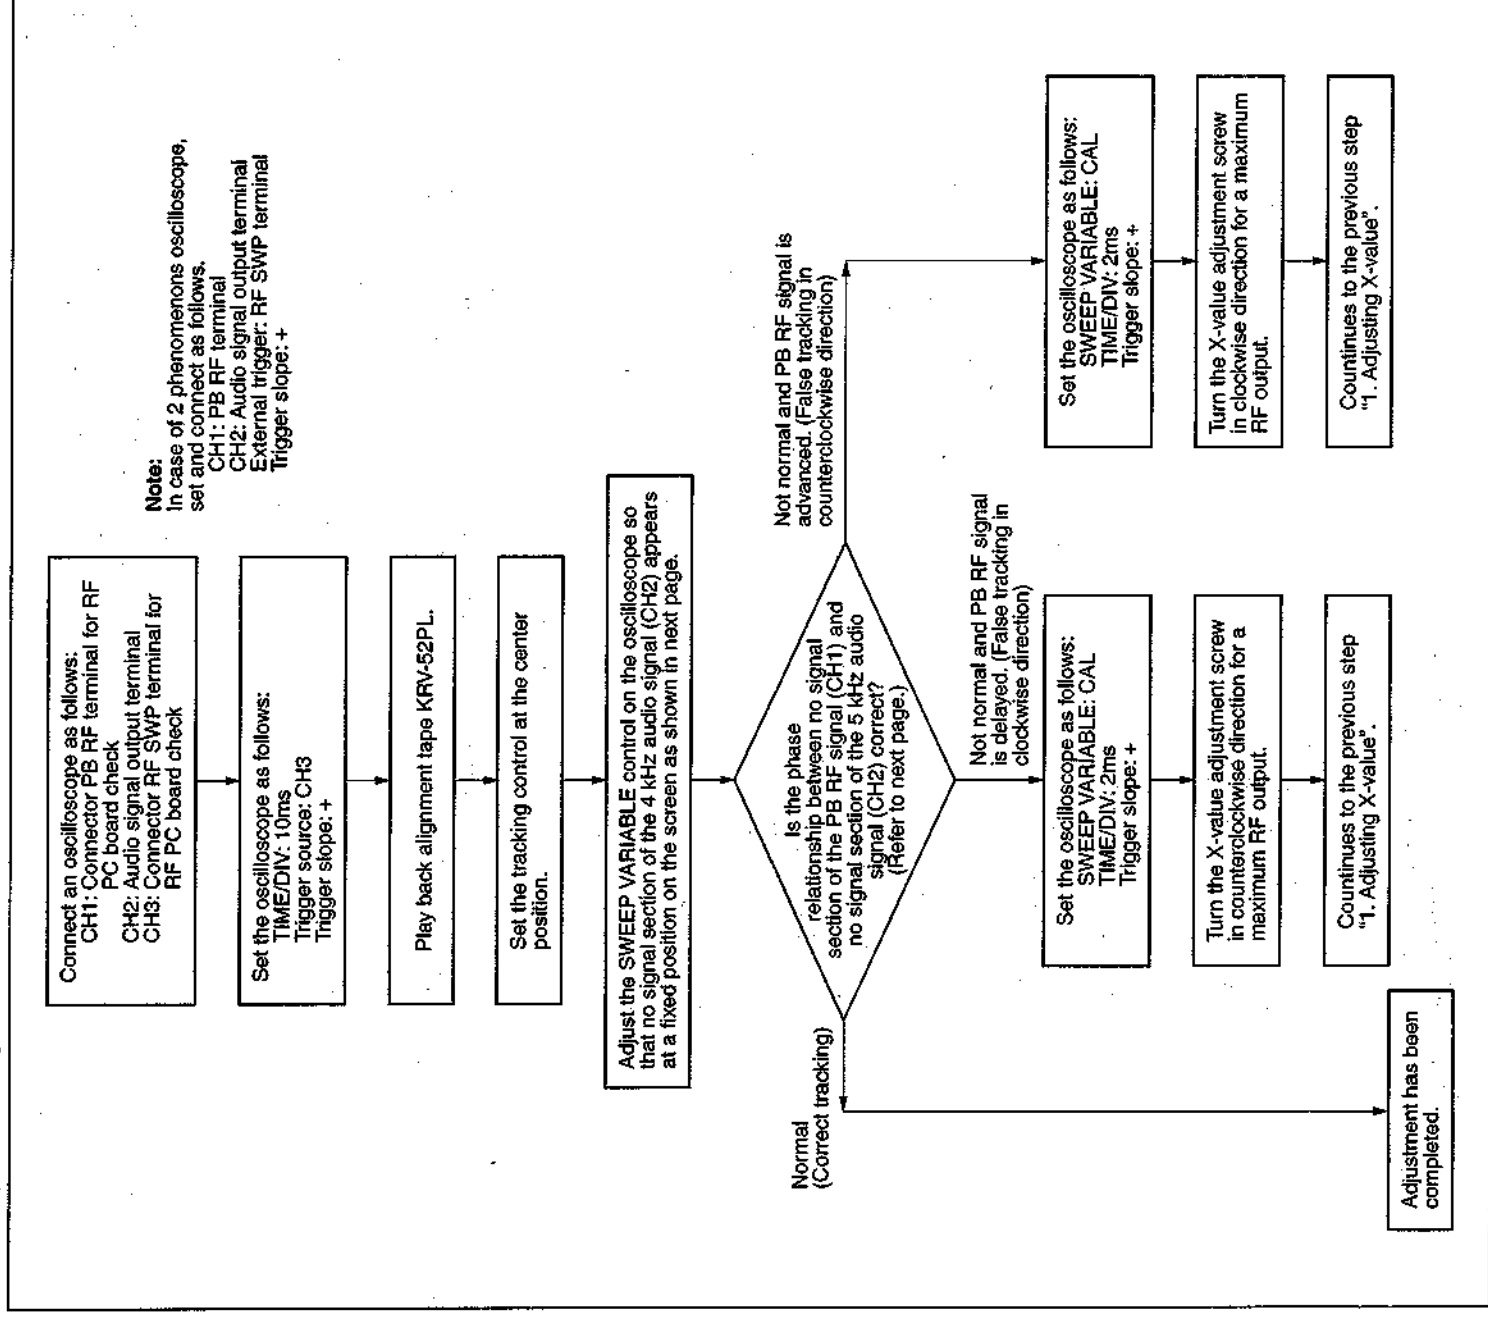 Connect an oscilloscope as follows:
CH1: Connector PB RF terminal for RF
PC board check
CH2: Audio signal output terminal
CH3: Connector RF SWP terminal for
RF PC board check
Note:
In case of 2 phenomenons oscilloscope,
set and connect as follows.
CH1: PB RF terminal
CH2: Audio signal output terminal
External trigger: RF SWP terminal
Trigger slope: +
Set the oscilloscope as follows:
TIME/DIV: 10ms
Trigger source: CH3
Trigger slope: +
Play back alignment tape KRV-52PL.
Set the tracking control at the center
position.
Adjust the SWEEP VARIABLE control on the oscilloscope so
that no signal section of the 4 kHz audio signal (CH2) appears
at a fixed position on the screen as shown in next page.
Is the phase
relationship between no signal
section of the PB RF signal (CH1) and
no signal section of the 5 kHz audio
signal (CH2) correct?
(Refer to next page.)
Normal
(Correct tracking)
Adjustment has been
completed.
Not normal and PB RF signal
is delayed. (False tracking in
clockwise direction)
Set the oscilloscope as follows:
SWEEP VARIABLE: CAL
TIME/DIV: 2ms
Trigger slope: +
Turn the X-value adjustment screw
in counterclockwise direction for a
maximum RF output.
Countinues to the previous step
“1. Adjusting X-value”.
Not normal and PB RF signal is
advanced. (False tracking in
counterclockwise direction)
Set the oscilloscope as follows:
SWEEP VARIABLE: CAL
TIME/DIV: 2ms
Trigger slope: +
Turn the X-value adjustment screw
in clockwise direction for a maximum
RF output.
Countinues to the previous step
“1. Adjusting X-value”.